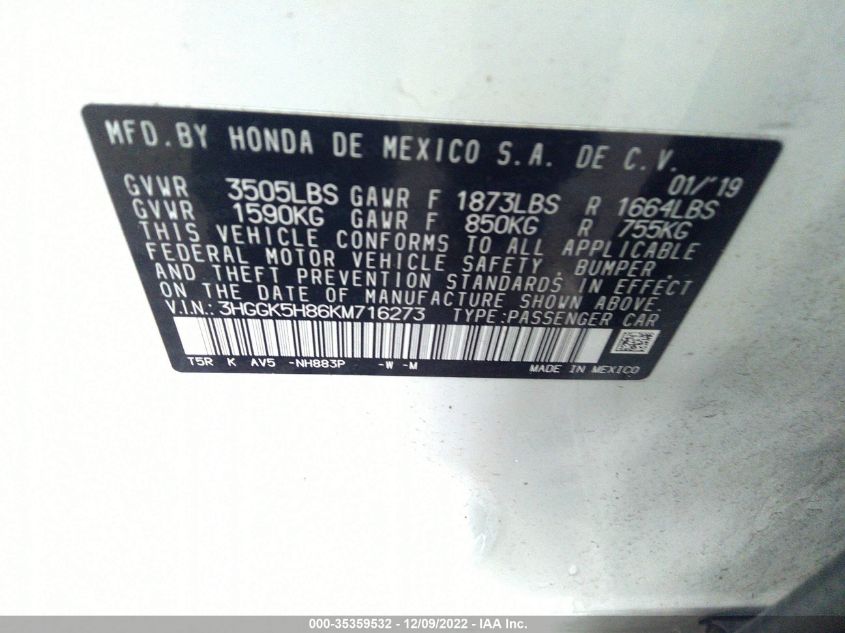 MFD.BY HONDA DE MEXICO S.A. DE C.V.
01/'19
GVWR 3505LBS GAWR F 1873LBS R 1664LBS
GVWR 1590KG GAWR F 850KG R 755KG
THIS VEHICLE CONFORMS TO ALL APPLICABLE
FEDERAL MOTOR VEHICLE SAFETY, BUMPER,
AND THEFT PREVENTION STANDARDS IN EFFECT
ON THE DATE OF MANUFACTURE SHOWN ABOVE.
V.I.N.: 3HGGK5H86KM716273 TYPE:PASSENGER CAR
T5R K AV5 -NH883P -W -M
MADE IN MEXICO
000-35359532 - 12/09/2022 - IAA Inc.